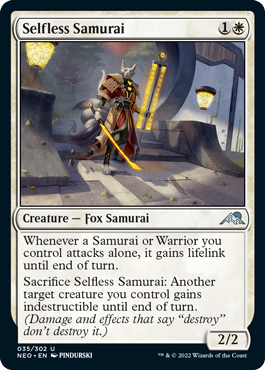 Selfless Samurai 1
Creature — Fox Samurai
Whenever a Samurai or Warrior you
control attacks alone, it gains lifelink
until end of turn.
Sacrifice Selfless Samurai: Another
target creature you control gains
indestructible until end of turn.
(Damage and effects that say “destroy”
don’t destroy it.)
2/2
035/302 U
NEO • EN PINDURSKI
™ & © 2022 Wizards of the Coast